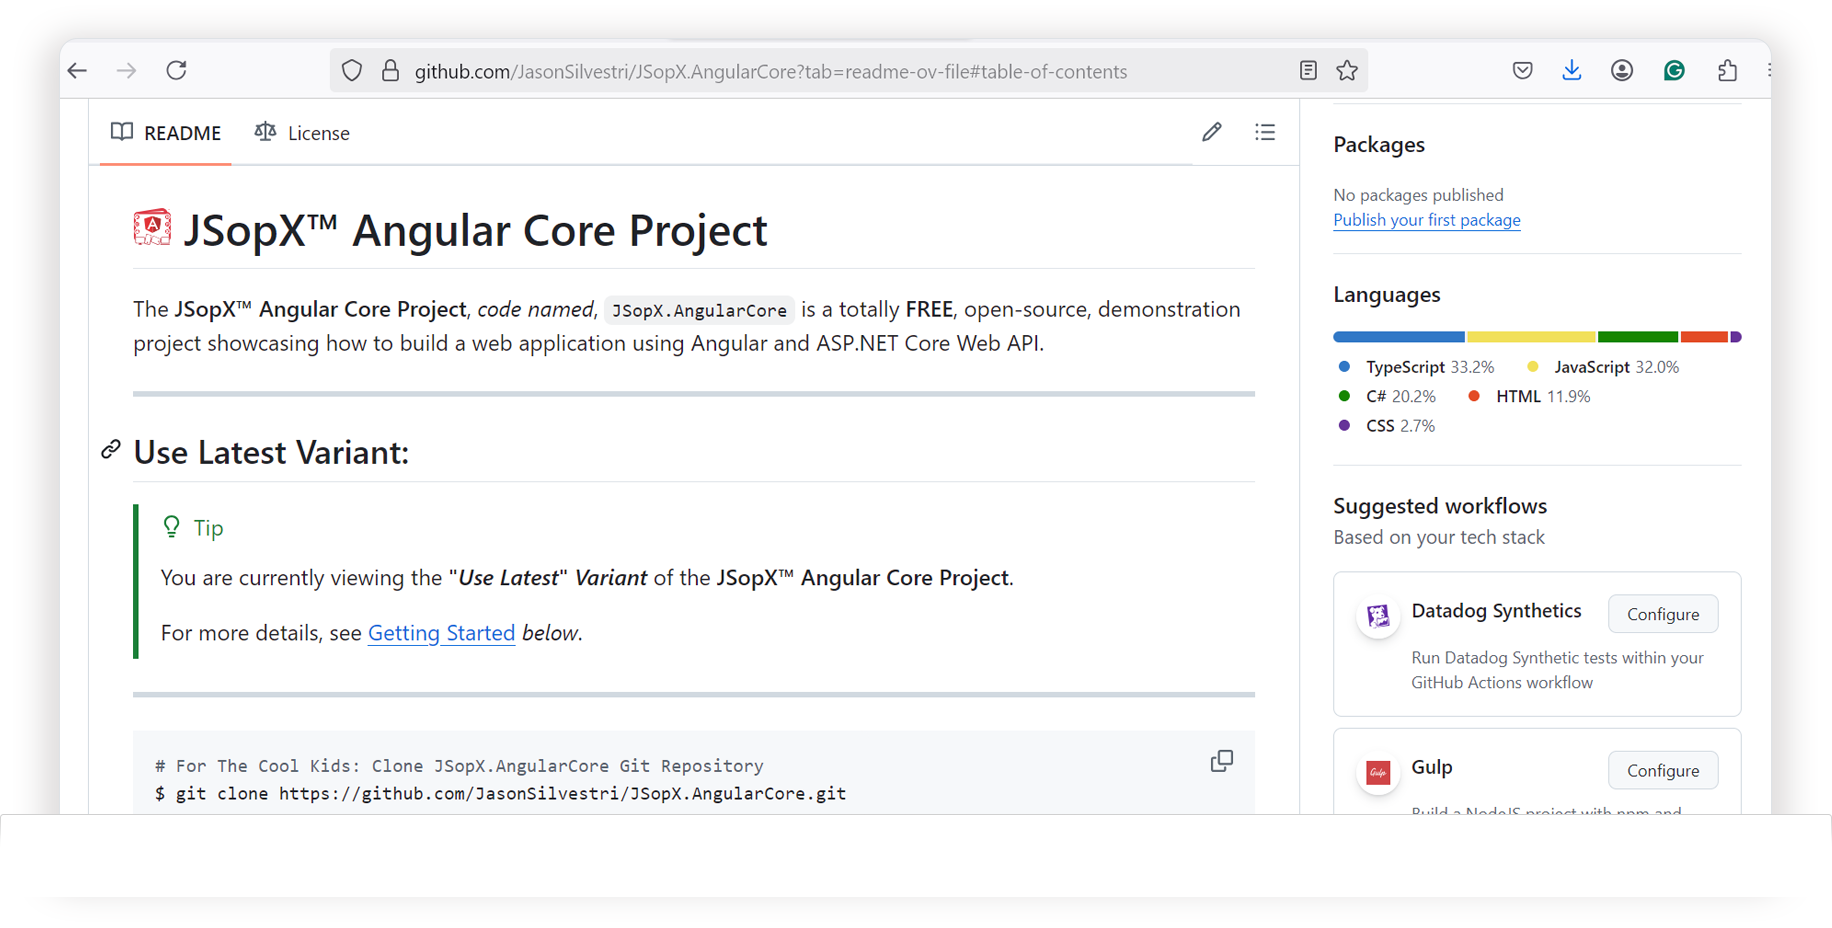 github.com/JasonSilvestri/JSopX.AngularCore?tab=readme-ov-file#table-of-contents
README
License
JSopX™ Angular Core Project
The JSopX™ Angular Core Project, code named, JSopX.AngularCore is a totally FREE, open-source, demonstration
project showcasing how to build a web application using Angular and ASP.NET Core Web API.
Use Latest Variant:
Tip
You are currently viewing the "Use Latest" Variant of the JSopX™ Angular Core Project.
For more details, see Getting Started below.
# For The Cool Kids: Clone JSopX.AngularCore Git Repository
$ git clone https://github.com/JasonSilvestri/JSopX.AngularCore.git
Packages
No packages published
Publish your first package
Languages
TypeScript 33.2%
JavaScript 32.0%
C# 20.2%
HTML 11.9%
CSS 2.7%
Suggested workflows
Based on your tech stack
Datadog Synthetics
Configure
Run Datadog Synthetic tests within your
GitHub Actions workflow
Gulp
Gulp
Configure
Build a NodeJS project with npm and